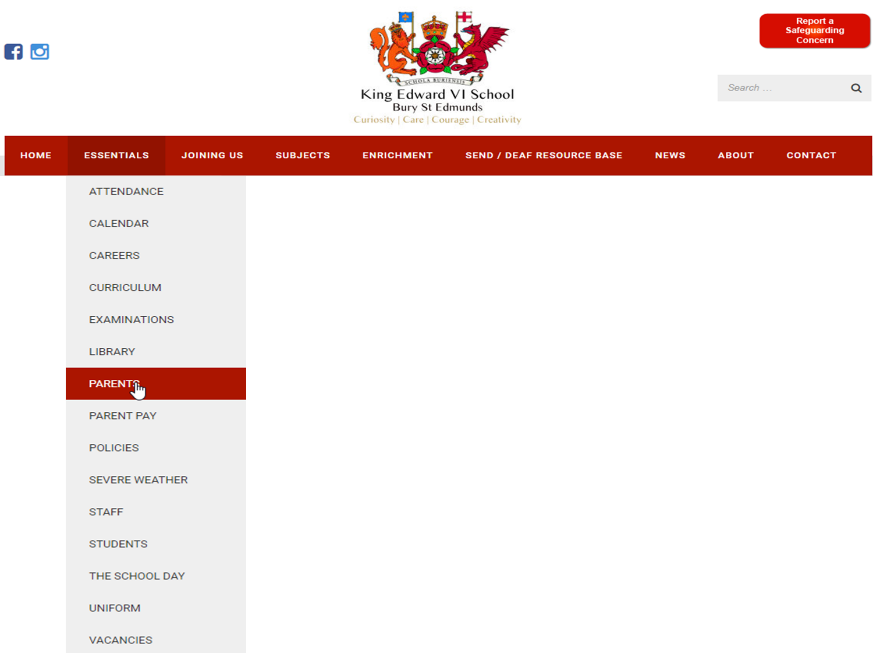 Report a
Safeguarding
Concern
SCHOLA BURIENSIS
King Edward VI School
Bury St Edmunds
Curiosity | Care | Courage | Creativity
Search ...
HOME ESSENTIALS JOINING US SUBJECTS ENRICHMENT SEND / DEAF RESOURCE BASE NEWS ABOUT CONTACT
ATTENDANCE
CALENDAR
CAREERS
CURRICULUM
EXAMINATIONS
LIBRARY
PARENTS
PARENT PAY
POLICIES
SEVERE WEATHER
STAFF
STUDENTS
THE SCHOOL DAY
UNIFORM
VACANCIES